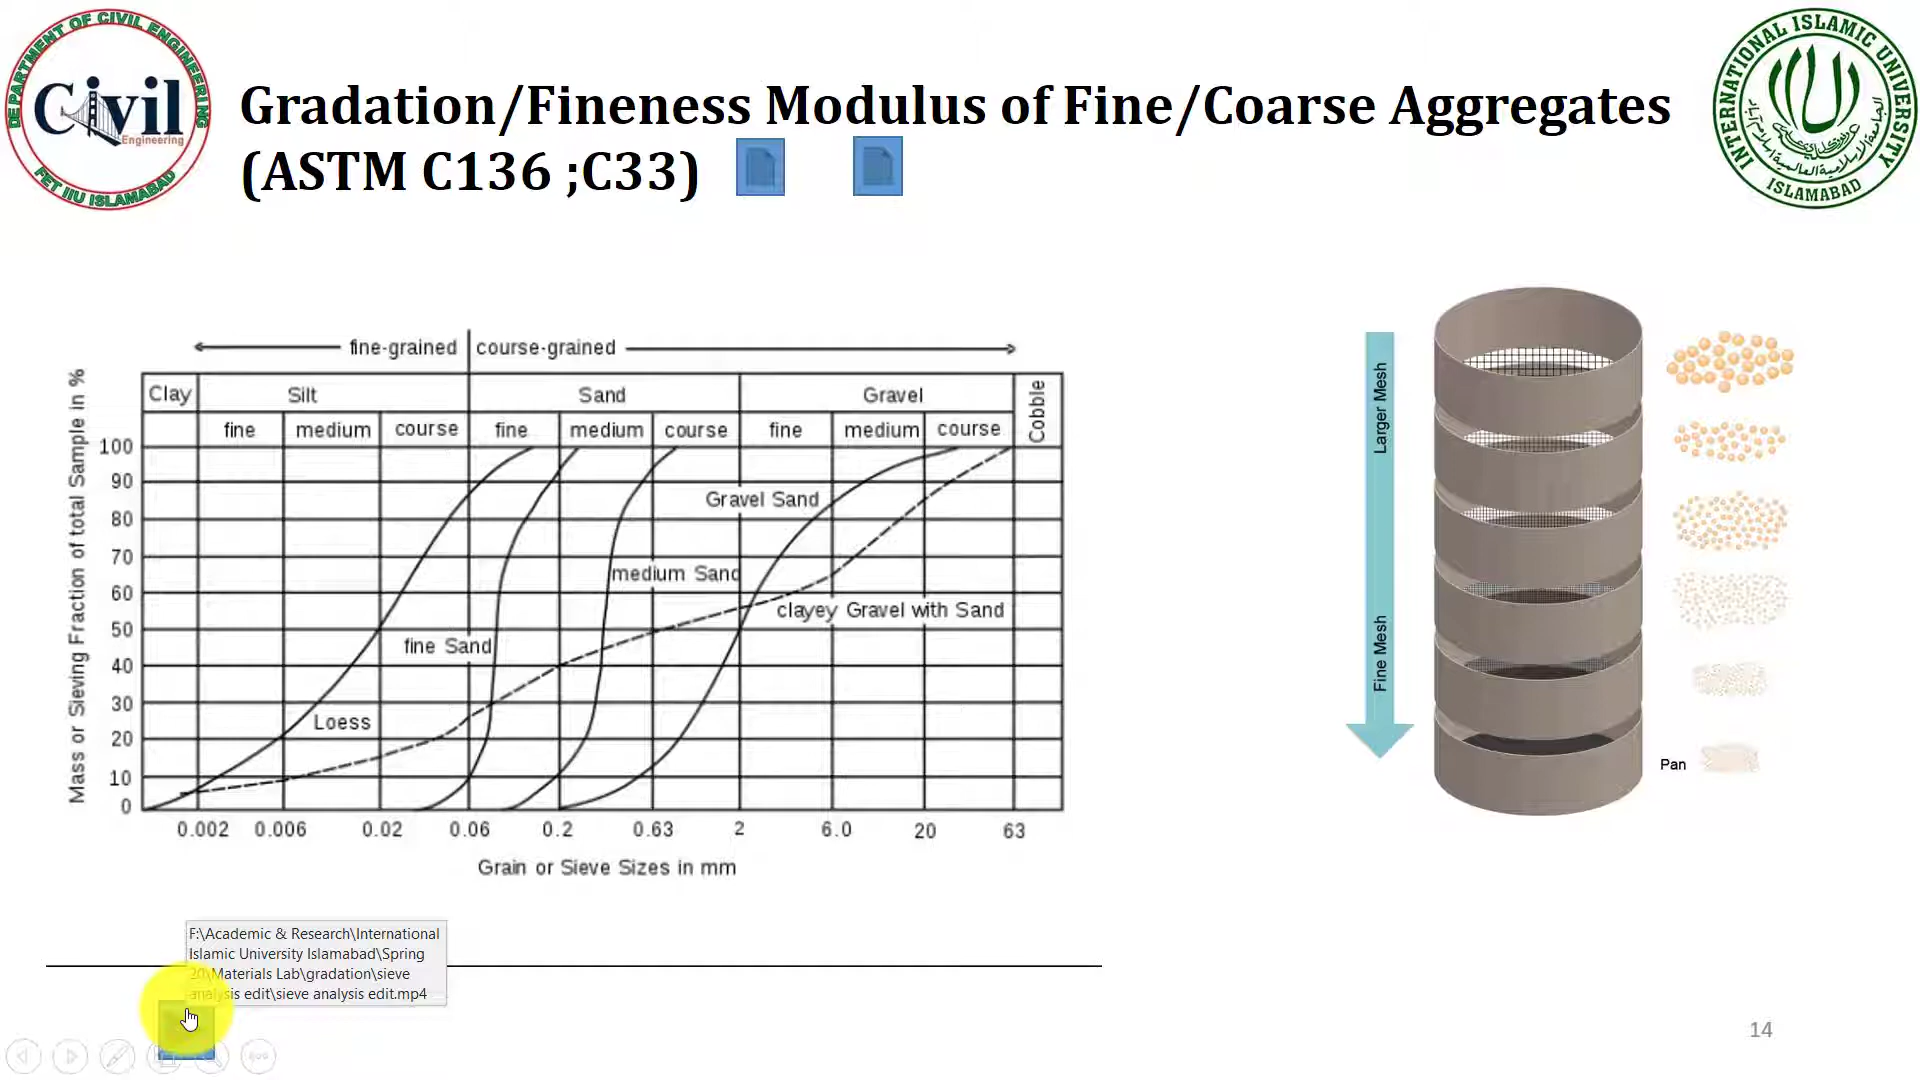 DEPARTMENT OF CIVIL ENGINEERING
Civil
Engineering
FET IIU ISLAMABAD
Gradation/Fineness Modulus of Fine/Coarse Aggregates
(ASTM C136 ;C33)
INTERNATIONAL ISLAMIC UNIVERSITY
ISLAMABAD
fine-grained course-grained
Clay Silt Sand Gravel Cobble
fine medium course fine medium course fine medium course
Mass or Sieving Fraction of total Sample in %
100
90
Gravel Sand
80
70
medium Sand
60
clayey Gravel with Sand
50
fine Sand
40
30
Loess
20
10
0
0.002 0.006 0.02 0.06 0.2 0.63 2 6.0 20 63
Grain or Sieve Sizes in mm
Larger Mesh
Fine Mesh
Pan
F:\Academic & Research\International
Islamic University Islamabad\Spring
20\Materials Lab\gradation\sieve
analysis edit\sieve analysis edit.mp4
14